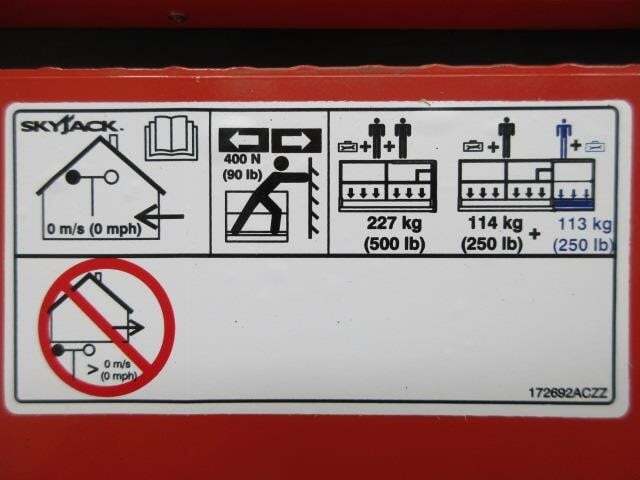 SKYJACK.
0 m/s (0 mph)
400 N
(90 lb)
+ +
227 kg
(500 lb)
+
114 kg
(250 lb)
+
+
113 kg
(250 lb)
> 0 m/s
(0 mph)
172692ACZZ